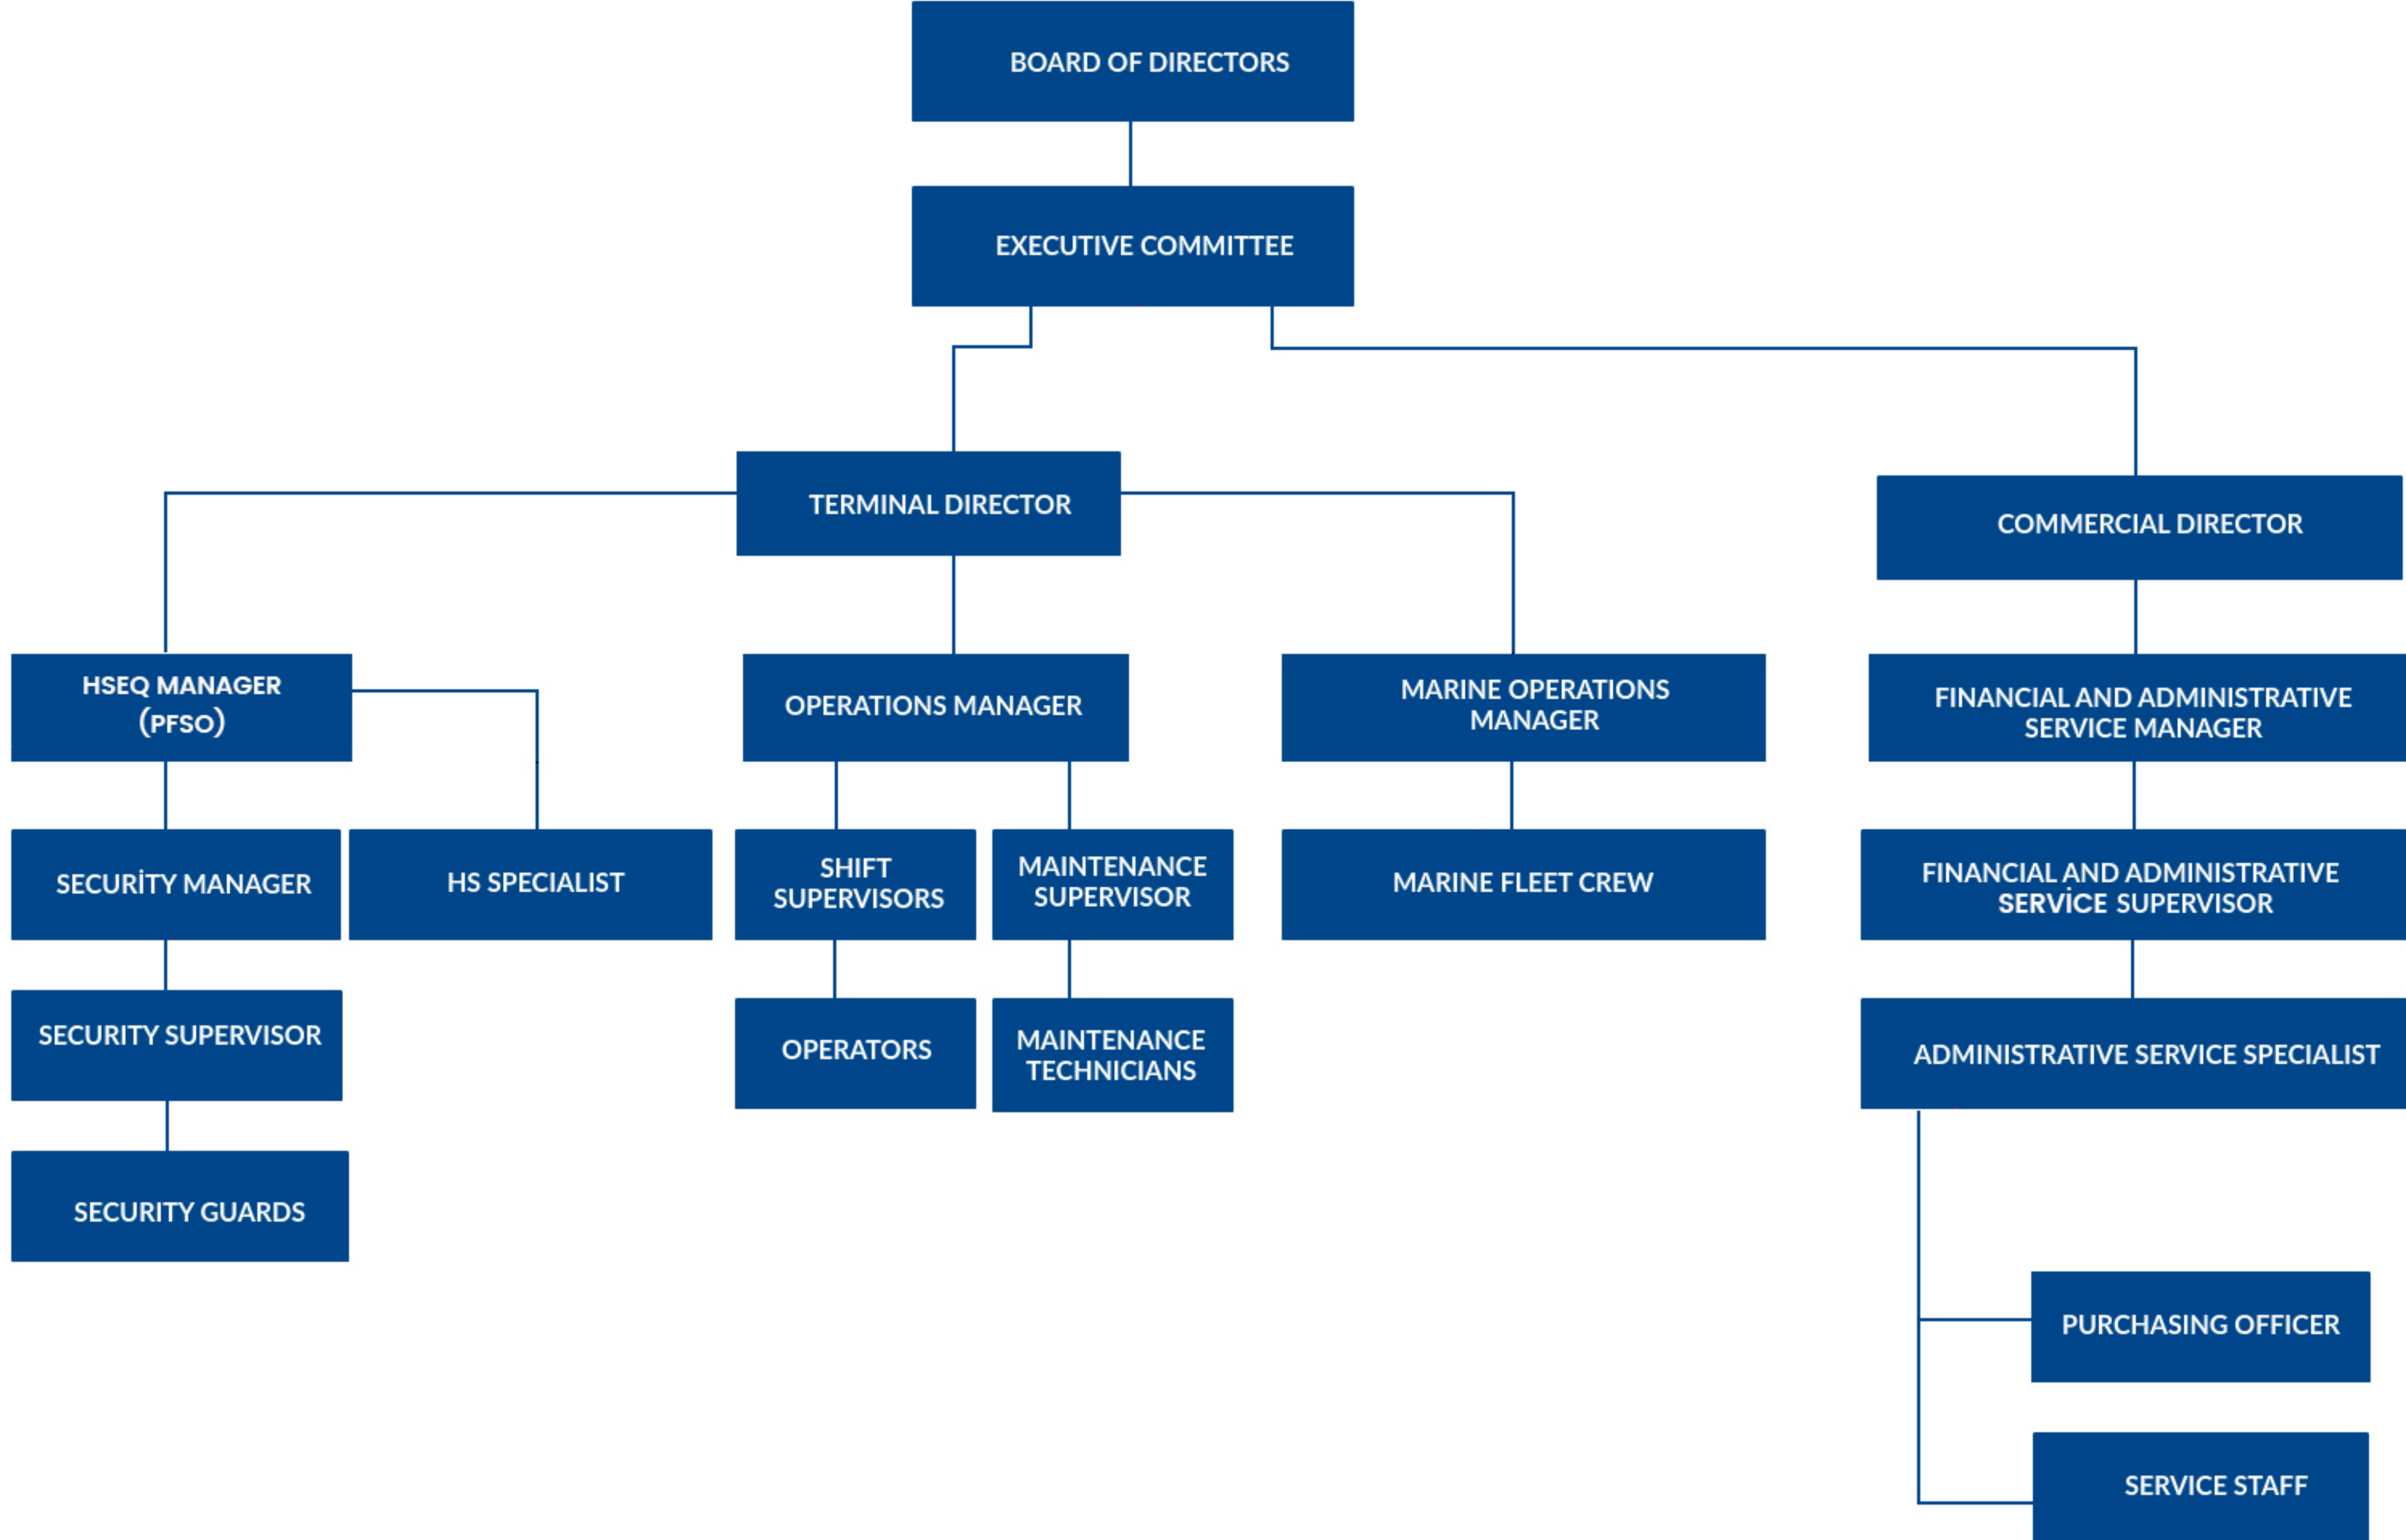 BOARD OF DIRECTORS
EXECUTIVE COMMITTEE
TERMINAL DIRECTOR
COMMERCIAL DIRECTOR
HSEQ MANAGER
(PFSO)
OPERATIONS MANAGER
MARINE OPERATIONS
MANAGER
FINANCIAL AND ADMINISTRATIVE
SERVICE MANAGER
SECURİTY MANAGER
HS SPECIALIST
SHIFT
SUPERVISORS
MAINTENANCE
SUPERVISOR
MARINE FLEET CREW
FINANCIAL AND ADMINISTRATIVE
SERVİCE SUPERVISOR
SECURITY SUPERVISOR
OPERATORS
MAINTENANCE
TECHNICIANS
ADMINISTRATIVE SERVICE SPECIALIST
SECURITY GUARDS
PURCHASING OFFICER
SERVICE STAFF